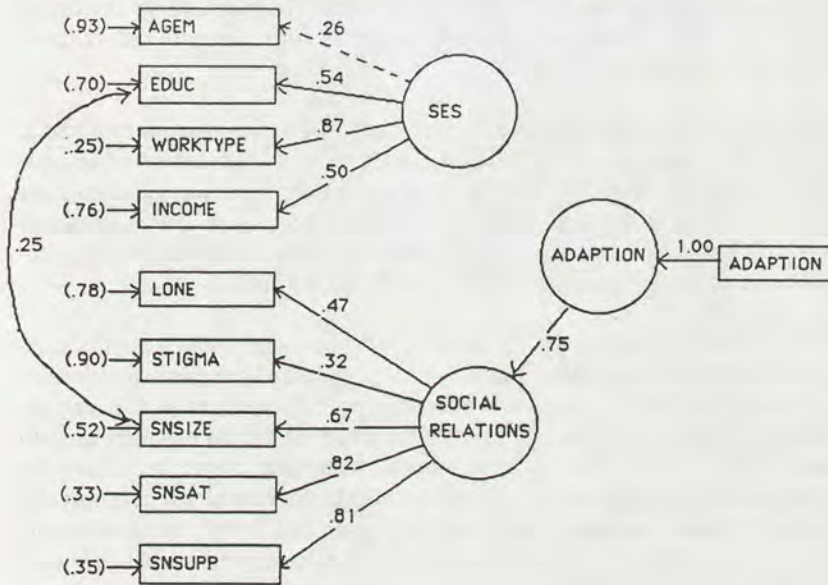 (.93) AGEM .26
(.70) EDUC .54 SES
.25) WORKTYPE .87
(.76) INCOME .50
.25
ADAPTION 1.00 ADAPTION
(.78) LONE .47
.75
(.90) STIGMA .32
SOCIAL
RELATIONS
(.52) SNSIZE .67
(.33) SNSAT .82
(.35) SNSUPP .81